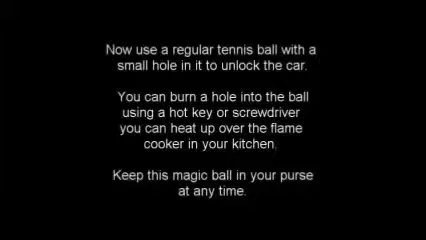 Now use a regular tennis ball with a
small hole in it to unlock the car.
You can burn a hole into the ball
using a hot key or screwdriver
you can heat up over the flame
cooker in your kitchen.
Keep this magic ball in your purse
at any time.